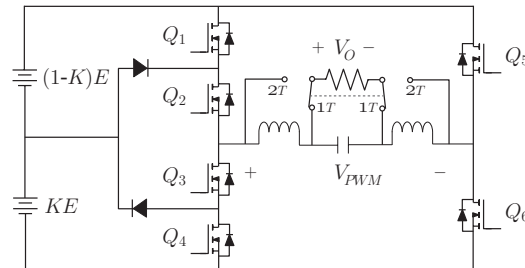 Q1
+ VO −
Q5
(1-K)E
Q2
2T
2T
1T
1T
Q3
+
VPWM
−
KE
Q4
Q6